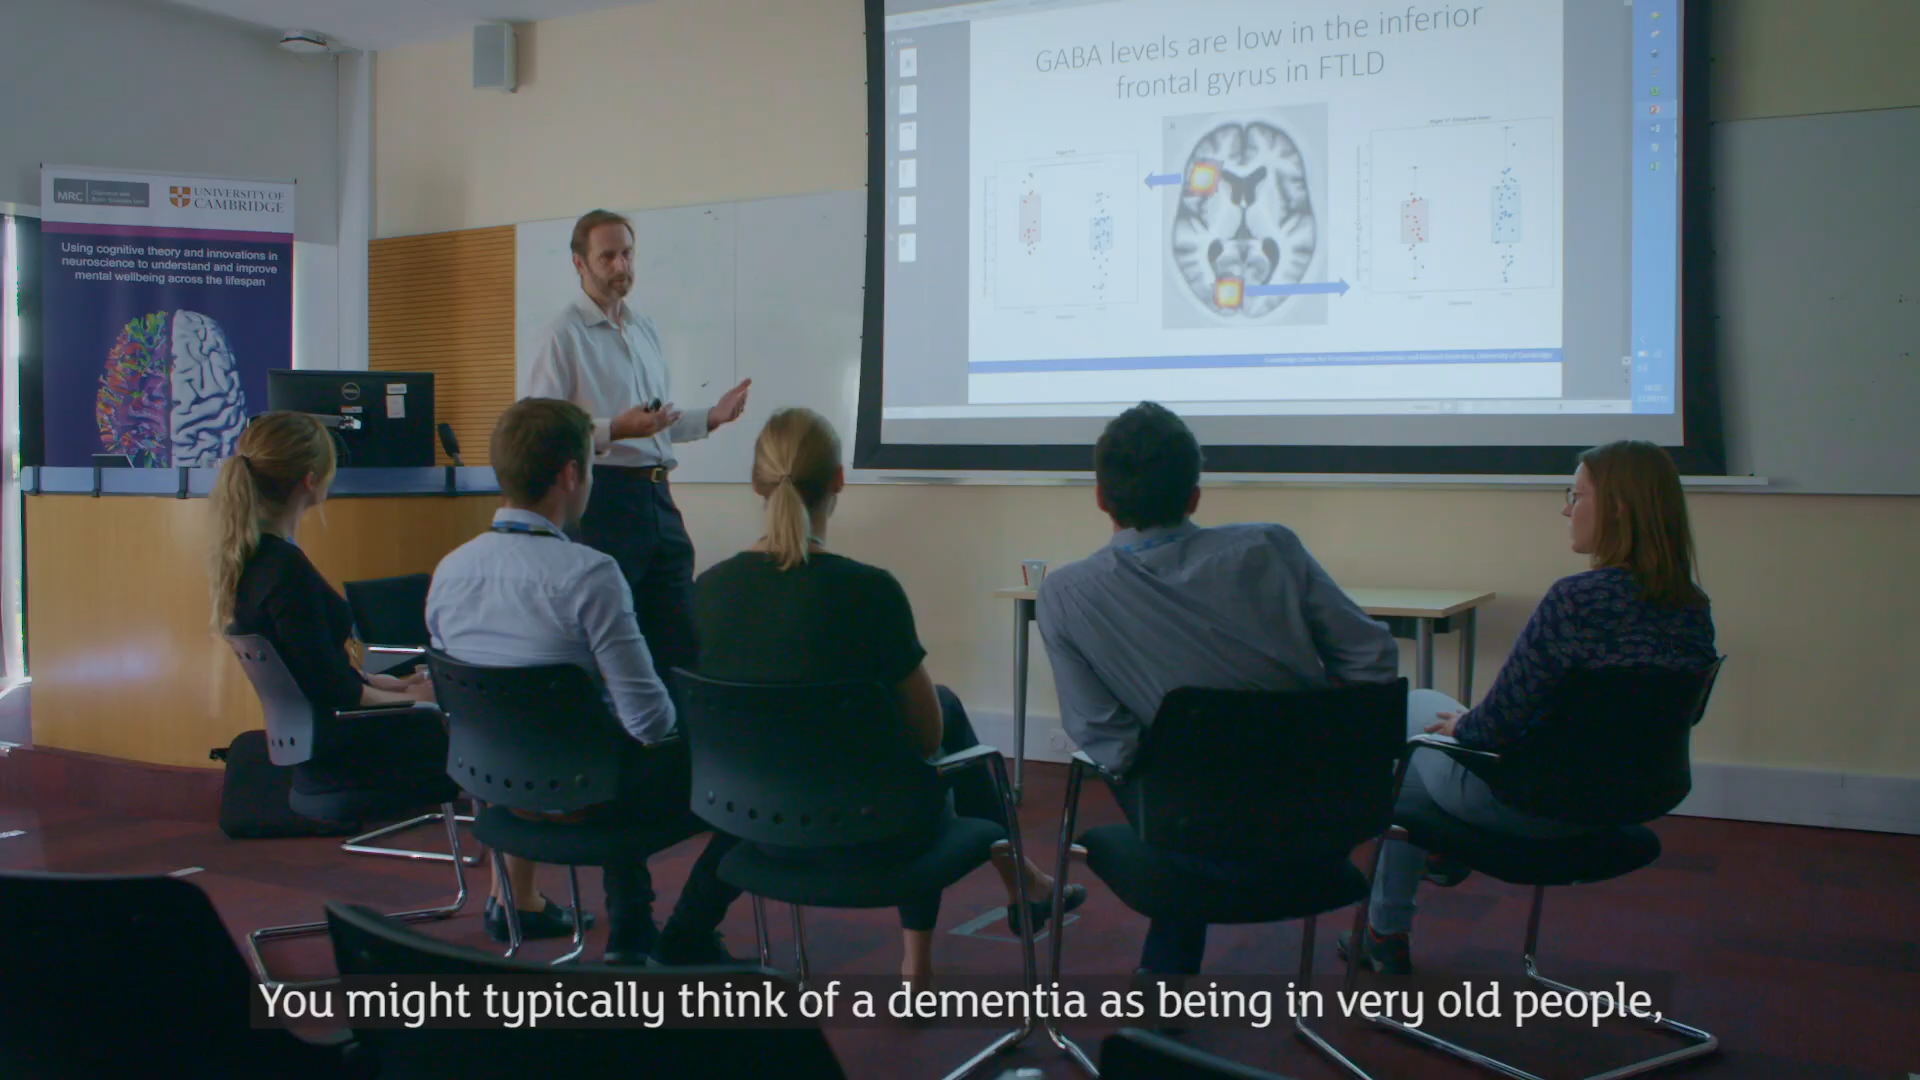 GABA levels are low in the inferior
frontal gyrus in FTLD
MRC
UNIVERSITY OF
CAMBRIDGE
Using cognitive theory and innovations in
neuroscience to understand and improve
mental wellbeing across the lifespan
DELL
You might typically think of a dementia as being in very old people,